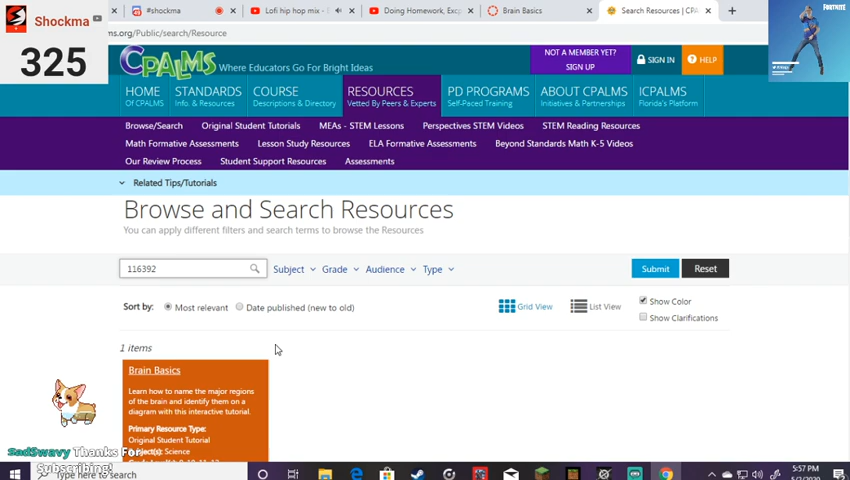 Shockma
325
#shockma
Lofi hip hop mix -
Doing Homework, Exc
Brain Basics
Search Resources | CPA
FORTNITE
ms.org/Public/search/Resource
CPALMS Where Educators Go For Bright Ideas
NOT A MEMBER YET?
SIGN UP
SIGN IN
HELP
HOME
Of CPALMS
STANDARDS
Info. & Resources
COURSE
Descriptions & Directory
RESOURCES
Vetted By Peers & Experts
PD PROGRAMS
Self-Paced Training
ABOUT CPALMS
Initiatives & Partnerships
ICPALMS
Florida's Platform
Browse/Search Original Student Tutorials MEAs - STEM Lessons Perspectives STEM Videos STEM Reading Resources
Math Formative Assessments Lesson Study Resources ELA Formative Assessments Beyond Standards Math K-5 Videos
Our Review Process Student Support Resources Assessments
Related Tips/Tutorials
Browse and Search Resources
You can apply different filters and search terms to browse the Resources
116392 Subject Grade Audience Type Submit Reset
Sort by: Most relevant Date published (new to old) Grid View List View Show Color
Show Clarifications
1 items
Brain Basics
Learn how to name the major regions
of the brain and identify them on a
diagram with this interactive tutorial.
Primary Resource Type:
Original Student Tutorial
Subject(s): Science
SadSwavy Thanks For
Subscribing!
Type here to search
5:57 PM